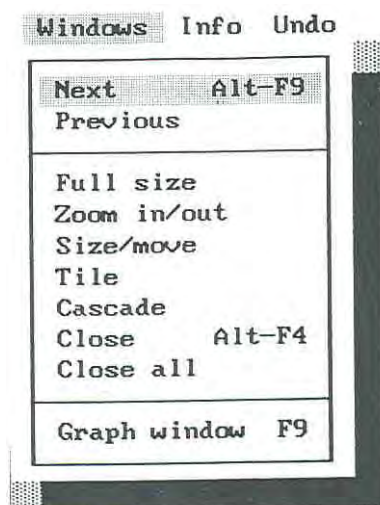 Windows Info Undo
Next Alt-F9
Previous
Full size
Zoom in/out
Size/move
Tile
Cascade
Close Alt-F4
Close all
Graph window F9